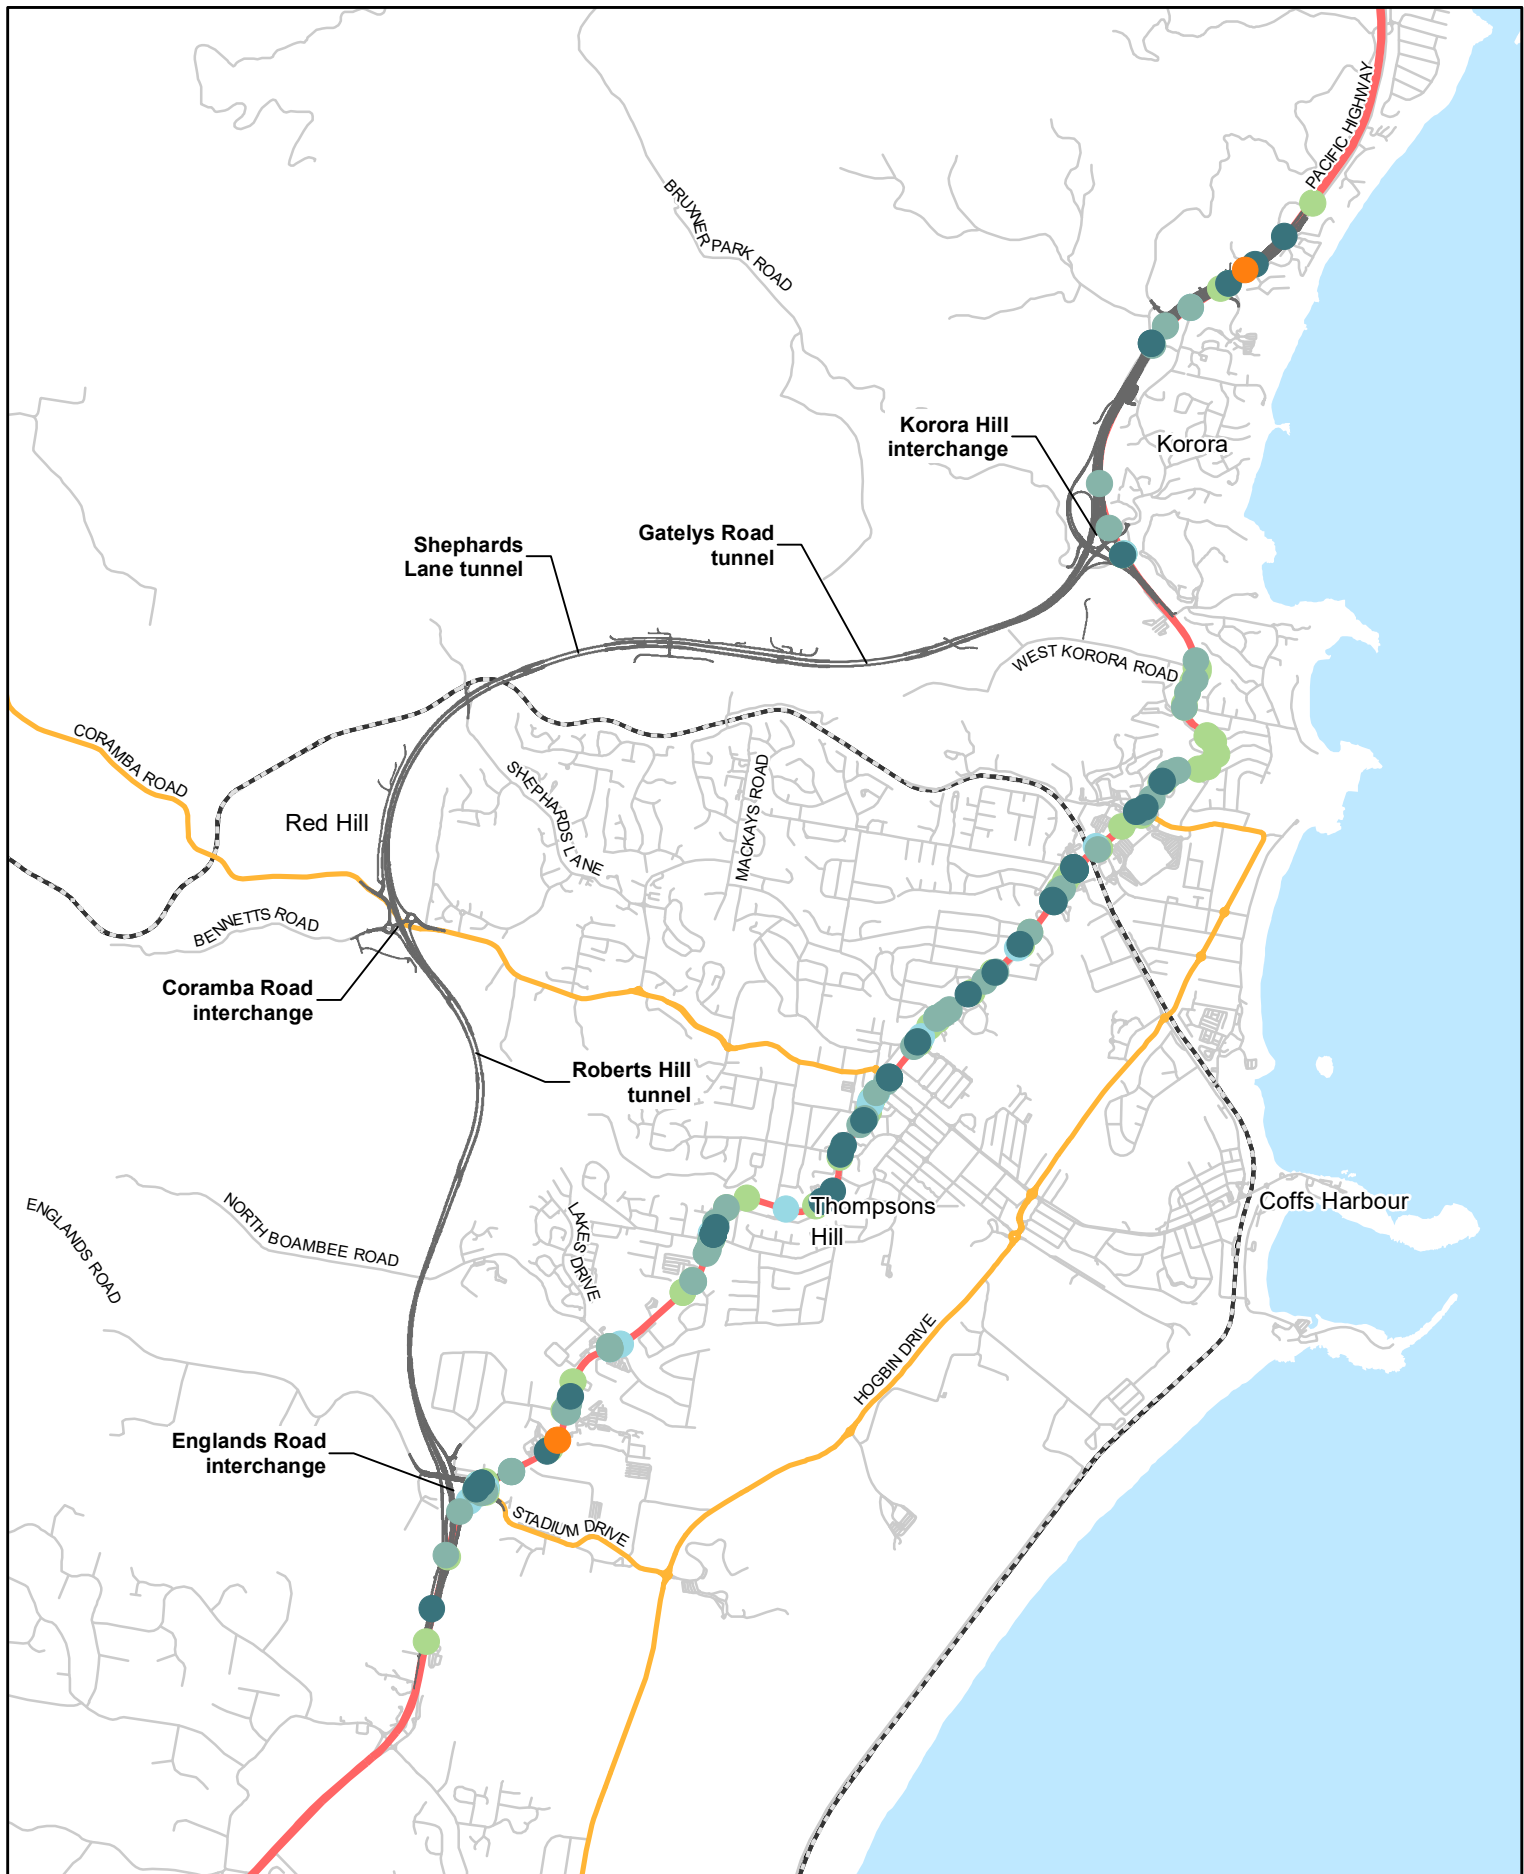 PACIFIC HIGHWAY
BRUXNER PARK ROAD
Korora Hill
interchange
Korora
Gatelys Road
tunnel
Shephards
Lane tunnel
WEST KORORA ROAD
CORAMBA ROAD
SHEPHARDS LANE
MACKAYS ROAD
Red Hill
BENNETTS ROAD
Coramba Road
interchange
Roberts Hill
tunnel
ENGLANDS ROAD
NORTH BOAMBEE ROAD
LAKES DRIVE
Thompsons
Hill
Coffs Harbour
HOGBIN DRIVE
Englands Road
interchange
STADIUM DRIVE